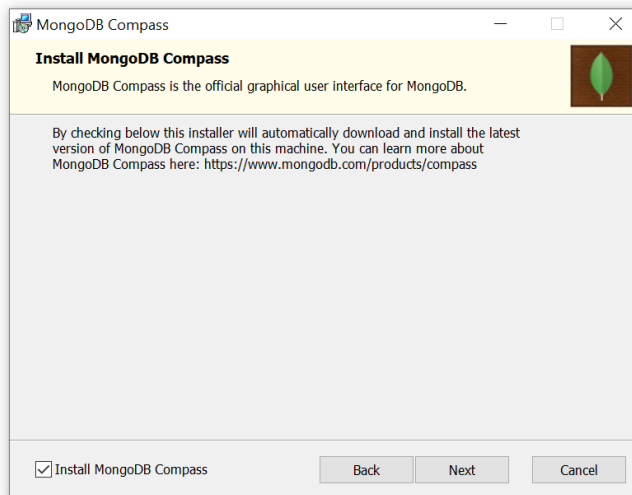 MongoDB Compass
Install MongoDB Compass
MongoDB Compass is the official graphical user interface for MongoDB.
By checking below this installer will automatically download and install the latest
version of MongoDB Compass on this machine. You can learn more about
MongoDB Compass here: https://www.mongodb.com/products/compass
Install MongoDB Compass
Back
Next
Cancel